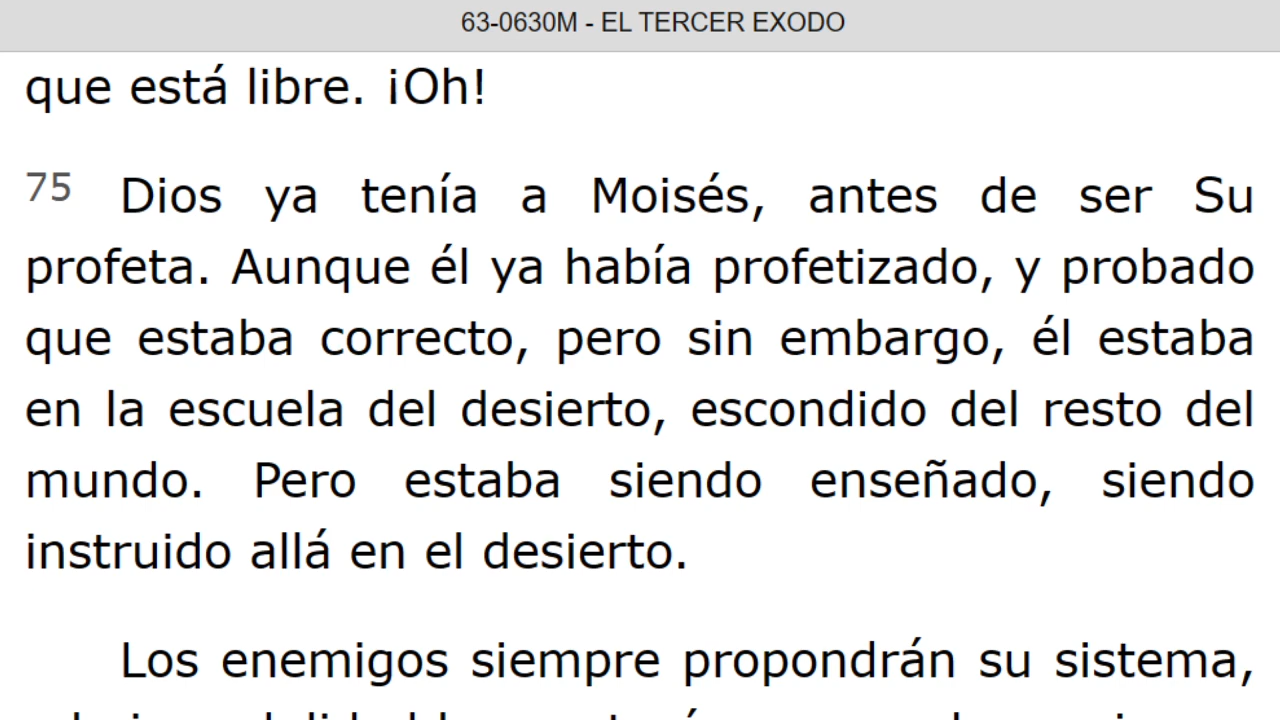 63-0630M - EL TERCER EXODO
que está libre. ¡Oh!
75 Dios ya tenía a Moisés, antes de ser Su
profeta. Aunque él ya había profetizado, y probado
que estaba correcto, pero sin embargo, él estaba
en la escuela del desierto, escondido del resto del
mundo. Pero estaba siendo enseñado, siendo
instruido allá en el desierto.
Los enemigos siempre propondrán su sistema,